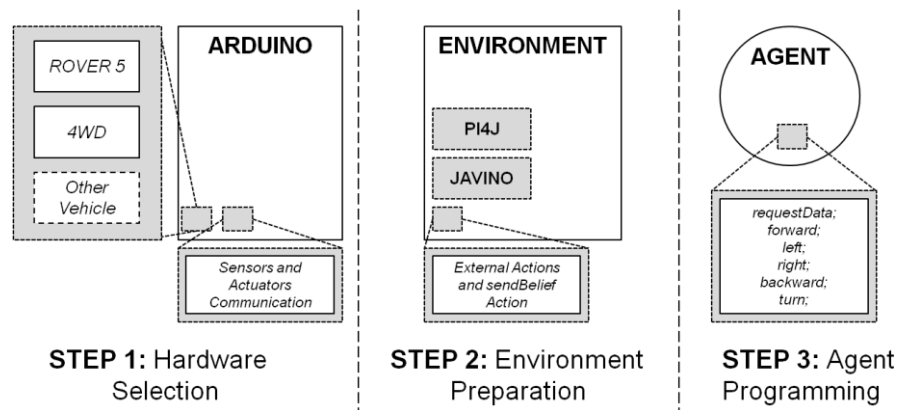 ARDUINO
ROVER 5
4WD
Other
Vehicle
Sensors and
Actuators
Communication
STEP 1: Hardware
Selection
ENVIRONMENT
PI4J
JAVINO
External Actions
and sendBelief
Action
STEP 2: Environment
Preparation
AGENT
requestData;
forward;
left;
right;
backward;
turn;
STEP 3: Agent
Programming